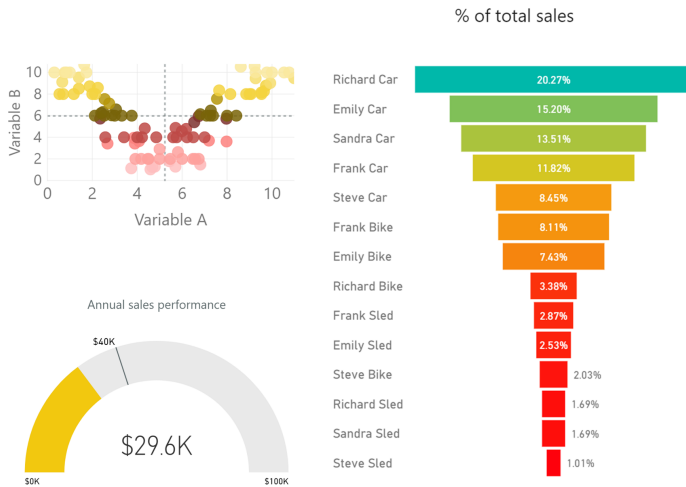 % of total sales
Variable B
10
8
6
4
2
0
0 2 4 6 8 10
Variable A
Annual sales performance
$40K
$29.6K
$0K
$100K
Richard Car 20.27%
Emily Car 15.20%
Sandra Car 13.51%
Frank Car 11.82%
Steve Car 8.45%
Frank Bike 8.11%
Emily Bike 7.43%
Richard Bike 3.38%
Frank Sled 2.87%
Emily Sled 2.53%
Steve Bike 2.03%
Richard Sled 1.69%
Sandra Sled 1.69%
Steve Sled 1.01%